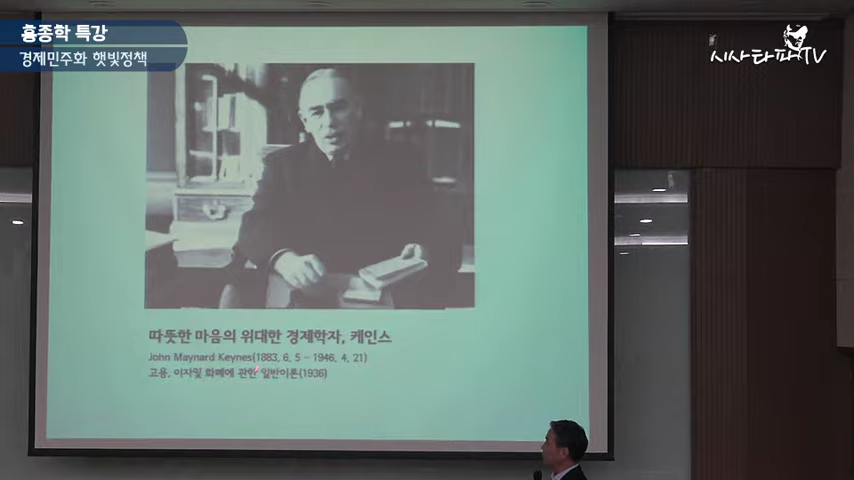 홍종학 특강
경제민주화 햇빛정책
시사타파TV
따뜻한 마음의 위대한 경제학자, 케인스
John Maynard Keynes(1883. 6. 5 - 1946. 4. 21)
고용, 이자및 화폐에 관한 일반이론(1936)